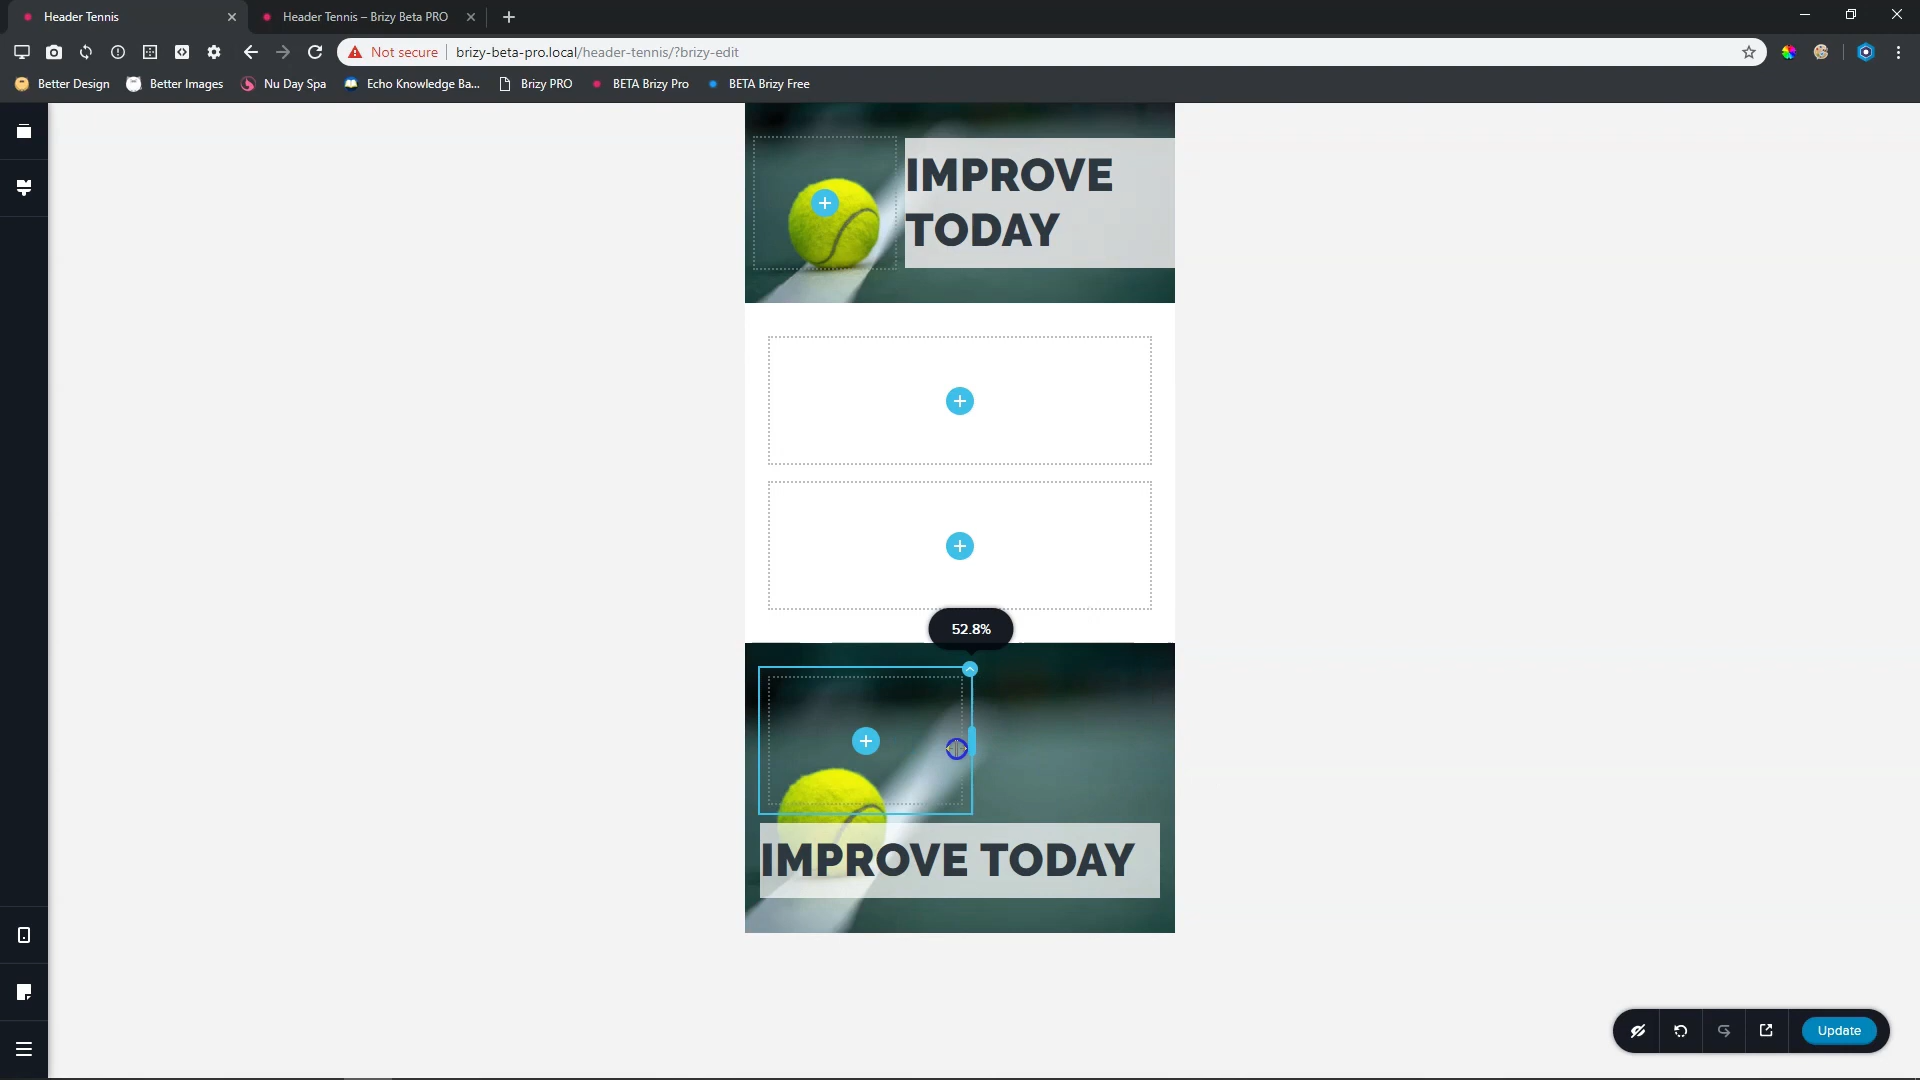 Header Tennis
Header Tennis – Brizy Beta PRO
Not secure
brizy-beta-pro.local/header-tennis/?brizy-edit
Better Design
Better Images
Nu Day Spa
Echo Knowledge Ba...
Brizy PRO
BETA Brizy Pro
BETA Brizy Free
IMPROVE
TODAY
52.8%
IMPROVE TODAY
Update